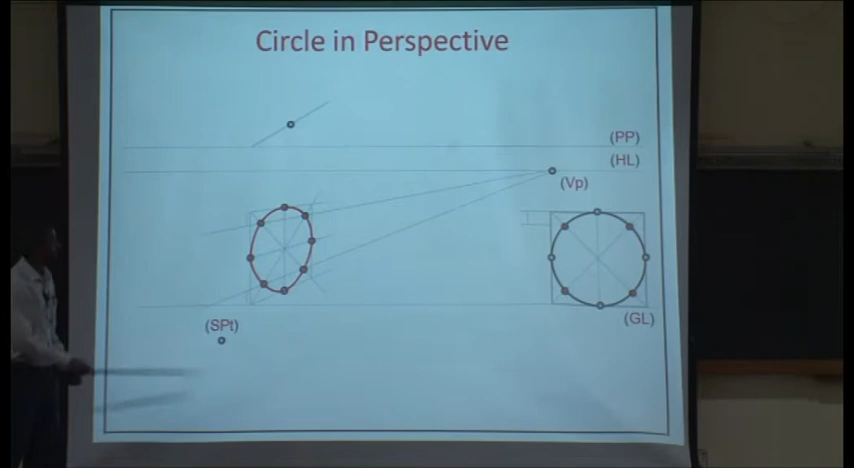 Circle in Perspective
(PP)
(HL)
(Vp)
(GL)
(SPt)